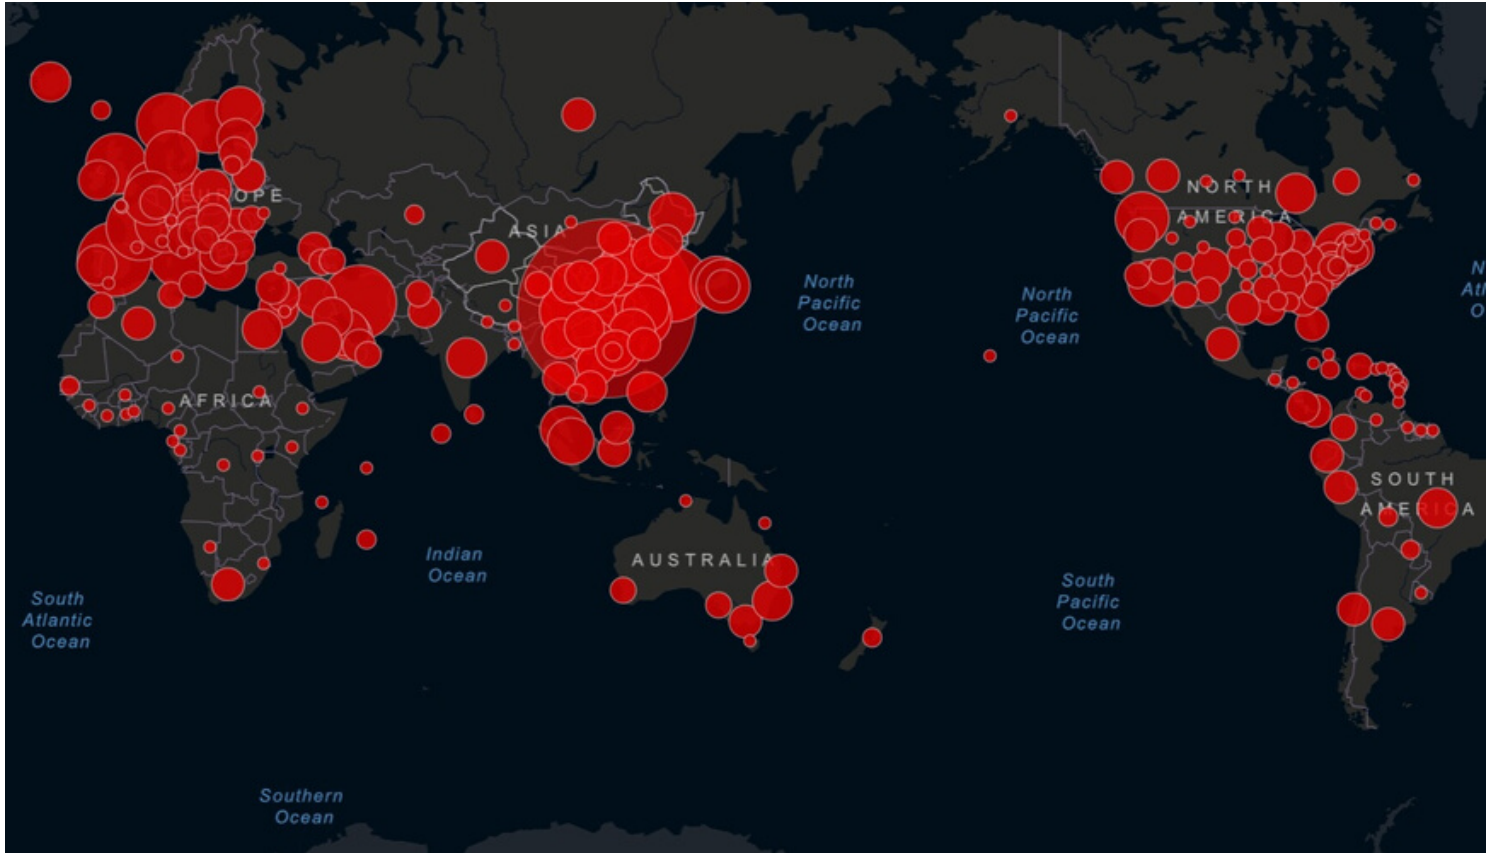 EUROPE
ASIA
NORTH
AMERICA
North
Pacific
Ocean
North
Pacific
Ocean
N
Atl
O
AFRICA
SOUTH
AMERICA
Indian
Ocean
AUSTRALIA
South
Atlantic
Ocean
South
Pacific
Ocean
Southern
Ocean